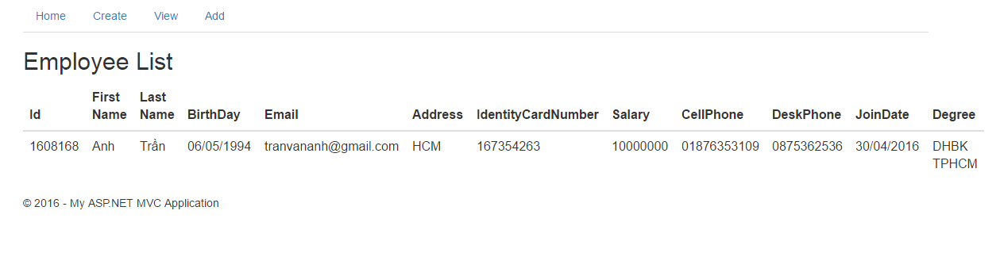 Home Create View Add
Employee List
Id First Name Last Name BirthDay Email Address IdentityCardNumber Salary CellPhone DeskPhone JoinDate Degree
1608168 Anh Trần 06/05/1994 tranvananh@gmail.com HCM 167354263 10000000 01876353109 0875362536 30/04/2016 DHBK TPHCM
© 2016 - My ASP.NET MVC Application